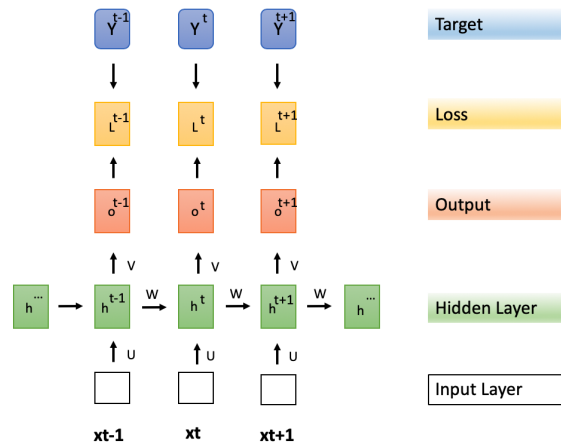 Y t-1 Y t Y t+1 Target
L t-1 L t L t+1 Loss
o t-1 o t o t+1 Output
V V V
h ... h t-1 W h t W h t+1 W h ... Hidden Layer
U U U
Input Layer
xt-1 xt xt+1